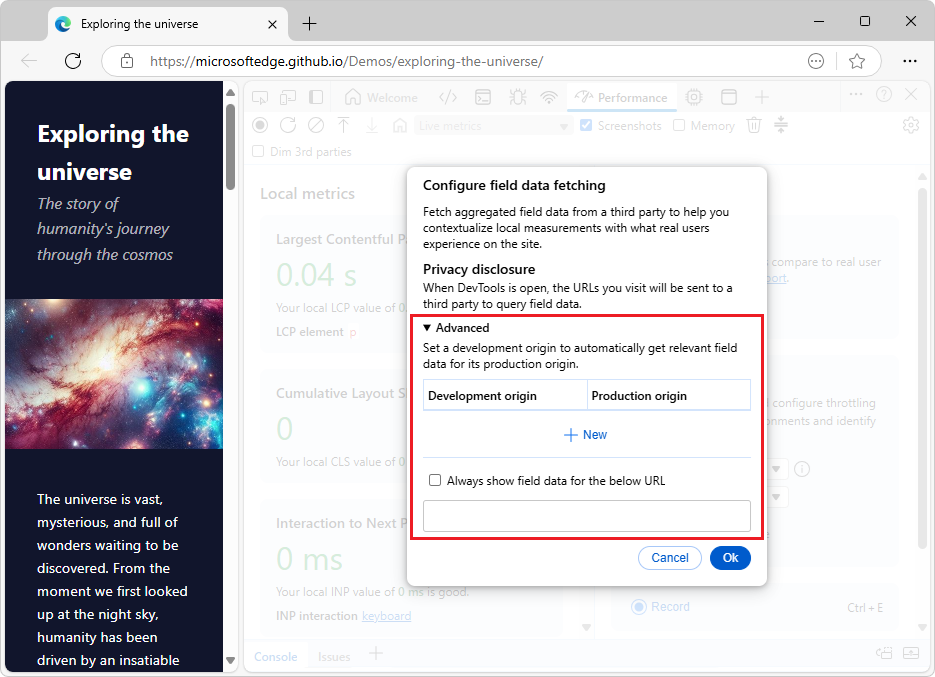 Exploring the universe
https://microsoftedge.github.io/Demos/exploring-the-universe/
Exploring the
universe
The story of
humanity's journey
through the cosmos
The universe is vast,
mysterious, and full of
wonders waiting to be
discovered. From the
moment we first looked
up at the night sky,
humanity has been
driven by an insatiable
Welcome
Performance
Live metrics
Screenshots
Memory
Dim 3rd parties
Local metrics
Largest Contentful P
0.04 s
Your local LCP value of 0
LCP element p
Cumulative Layout S
0
Your local CLS value of 0
Interaction to Next P
0 ms
Your local INP value of 0 ms is good.
INP interaction keyboard
compare to real user
ort.
configure throttling
onments and identify
Record
Ctrl + E
Configure field data fetching
Fetch aggregated field data from a third party to help you
contextualize local measurements with what real users
experience on the site.
Privacy disclosure
When DevTools is open, the URLs you visit will be sent to a
third party to query field data.
Advanced
Set a development origin to automatically get relevant field
data for its production origin.
Development origin
Production origin
New
Always show field data for the below URL
Cancel
Ok
Console
Issues